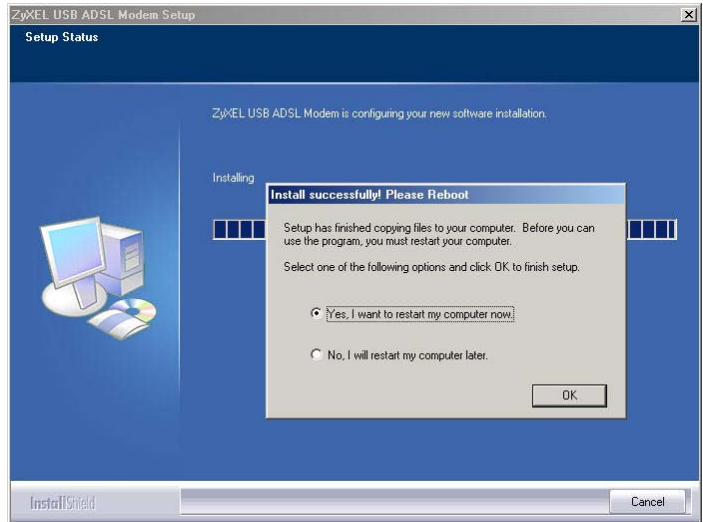 ZyXEL USB ADSL Modem Setup
Setup Status
ZyXEL USB ADSL Modem is configuring your new software installation.
Installing
Install successfully! Please Reboot
Setup has finished copying files to your computer. Before you can
use the program, you must restart your computer.
Select one of the following options and click OK to finish setup.
Yes, I want to restart my computer now.
No, I will restart my computer later.
OK
InstallShield
Cancel